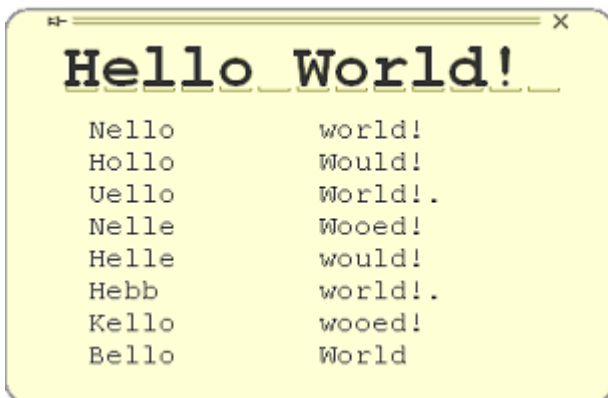 Hello World!
Nello world!
Hollo Would!
Uello World!.
Nelle Wooed!
Helle would!
Hebb world!.
Kello wooed!
Bello World